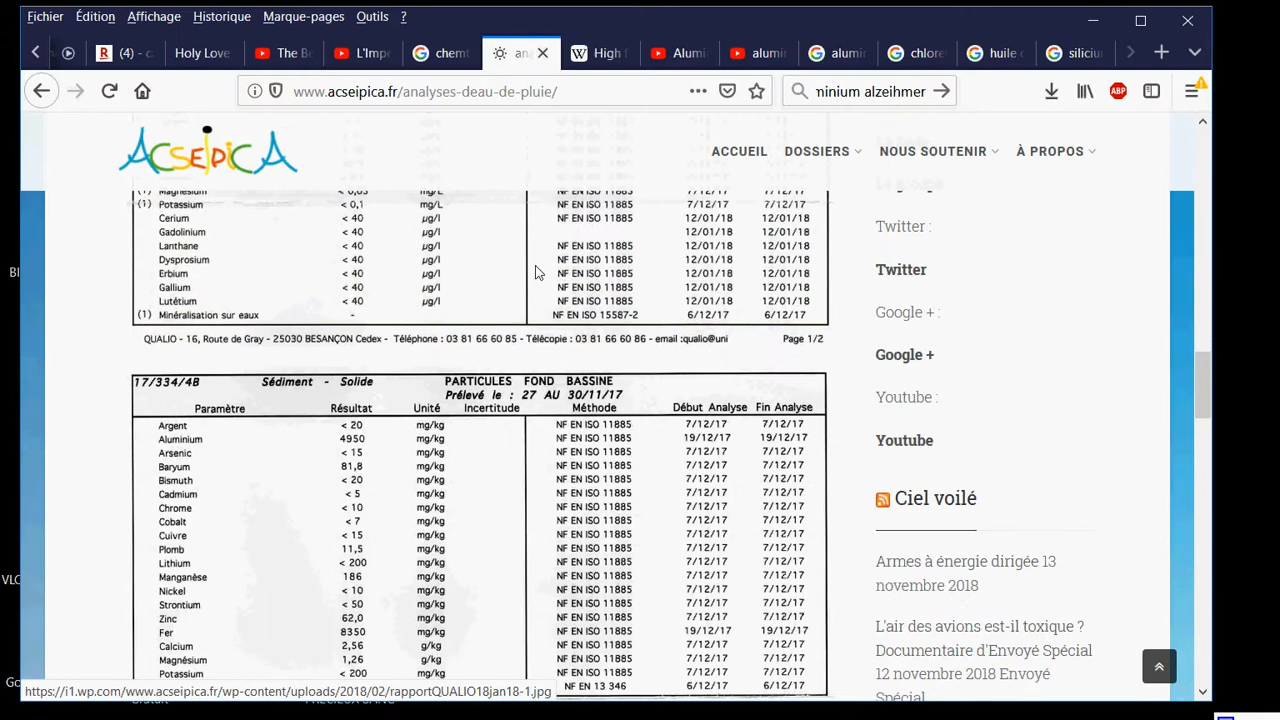 Fichier Édition Affichage Historique Marque-pages Outils ?
(4) - c Holy Love The Be L'Impe chemt an High f Alumi alumin alumi chlore huile siliciu
www.acseipica.fr/analyses-deau-de-pluie/ ninium alzeihmer ABP
ACSEIPICA ACCUEIL DOSSIERS NOUS SOUTENIR À PROPOS
(1) Magnésium < 0,05 mg/L NF EN ISO 11885 7/12/17 7/12/17
(1) Potassium < 0,1 mg/L NF EN ISO 11885 7/12/17 7/12/17
Cerium < 40 µg/l NF EN ISO 11885 12/01/18 12/01/18
Gadolinium < 40 µg/l 12/01/18 12/01/18
Lanthane < 40 µg/l NF EN ISO 11885 12/01/18 12/01/18
Dysprosium < 40 µg/l NF EN ISO 11885 12/01/18 12/01/18
Erbium < 40 µg/l NF EN ISO 11885 12/01/18 12/01/18
Gallium < 40 µg/l NF EN ISO 11885 12/01/18 12/01/18
Lutétium < 40 µg/l NF EN ISO 11885 12/01/18 12/01/18
(1) Minéralisation sur eaux - NF EN ISO 15587-2 6/12/17 6/12/17
QUALIO - 16, Route de Gray - 25030 BESANÇON Cedex - Téléphone : 03 81 66 60 85 - Télécopie : 03 81 66 60 86 - email :qualio@uni Page 1/2
17/334/4B Sédiment - Solide PARTICULES FOND BASSINE
Prélevé le : 27 AU 30/11/17
Paramètre Résultat Unité Incertitude Méthode Début Analyse Fin Analyse
Argent < 20 mg/kg NF EN ISO 11885 7/12/17 7/12/17
Aluminium 4950 mg/kg NF EN ISO 11885 19/12/17 19/12/17
Arsenic < 15 mg/kg NF EN ISO 11885 7/12/17 7/12/17
Baryum 81,8 mg/kg NF EN ISO 11885 7/12/17 7/12/17
Bismuth < 20 mg/kg NF EN ISO 11885 7/12/17 7/12/17
Cadmium < 5 mg/kg NF EN ISO 11885 7/12/17 7/12/17
Chrome < 10 mg/kg NF EN ISO 11885 7/12/17 7/12/17
Cobalt < 7 mg/kg NF EN ISO 11885 7/12/17 7/12/17
Cuivre < 15 mg/kg NF EN ISO 11885 7/12/17 7/12/17
Plomb 11,5 mg/kg NF EN ISO 11885 7/12/17 7/12/17
Lithium < 200 mg/kg NF EN ISO 11885 7/12/17 7/12/17
Manganèse 186 mg/kg NF EN ISO 11885 7/12/17 7/12/17
Nickel < 10 mg/kg NF EN ISO 11885 7/12/17 7/12/17
Strontium < 50 mg/kg NF EN ISO 11885 7/12/17 7/12/17
Zinc 62,0 mg/kg NF EN ISO 11885 7/12/17 7/12/17
Fer 8350 mg/kg NF EN ISO 11885 19/12/17 19/12/17
Calcium 2,56 g/kg NF EN ISO 11885 7/12/17 7/12/17
Magnésium 1,26 g/kg NF EN ISO 11885 7/12/17 7/12/17
Potassium < 200 mg/kg NF EN ISO 11885 7/12/17 7/12/17
NF EN 13 346 6/12/17 6/12/17
https://i1.wp.com/www.acseipica.fr/wp-content/uploads/2018/02/rapportQUALIO18jan18-1.jpg
Twitter :
Twitter
Google + :
Google +
Youtube :
Youtube
Ciel voilé
Armes à énergie dirigée 13
novembre 2018
L'air des avions est-il toxique ?
Documentaire d'Envoyé Spécial
12 novembre 2018 Envoyé
Spécial